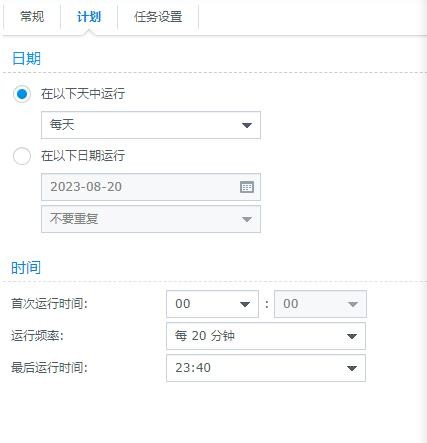 常规 计划 任务设置
日期
在以下天中运行
每天
在以下日期运行
2023-08-20
不要重复
时间
首次运行时间: 00 : 00
运行频率: 每 20 分钟
最后运行时间: 23:40